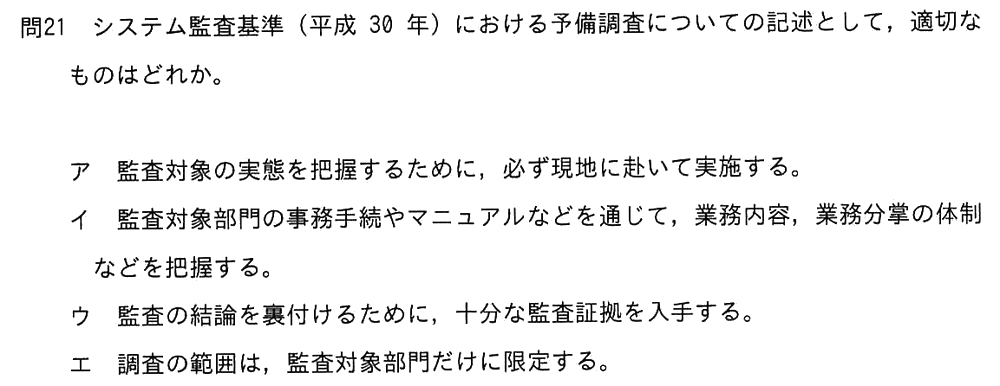 問21 システム監査基準（平成 30 年）における予備調査についての記述として，適切な
ものはどれか。
ア 監査対象の実態を把握するために，必ず現地に赴いて実施する。
イ 監査対象部門の事務手続やマニュアルなどを通じて，業務内容，業務分掌の体制
などを把握する。
ウ 監査の結論を裏付けるために，十分な監査証拠を入手する。
エ 調査の範囲は，監査対象部門だけに限定する。